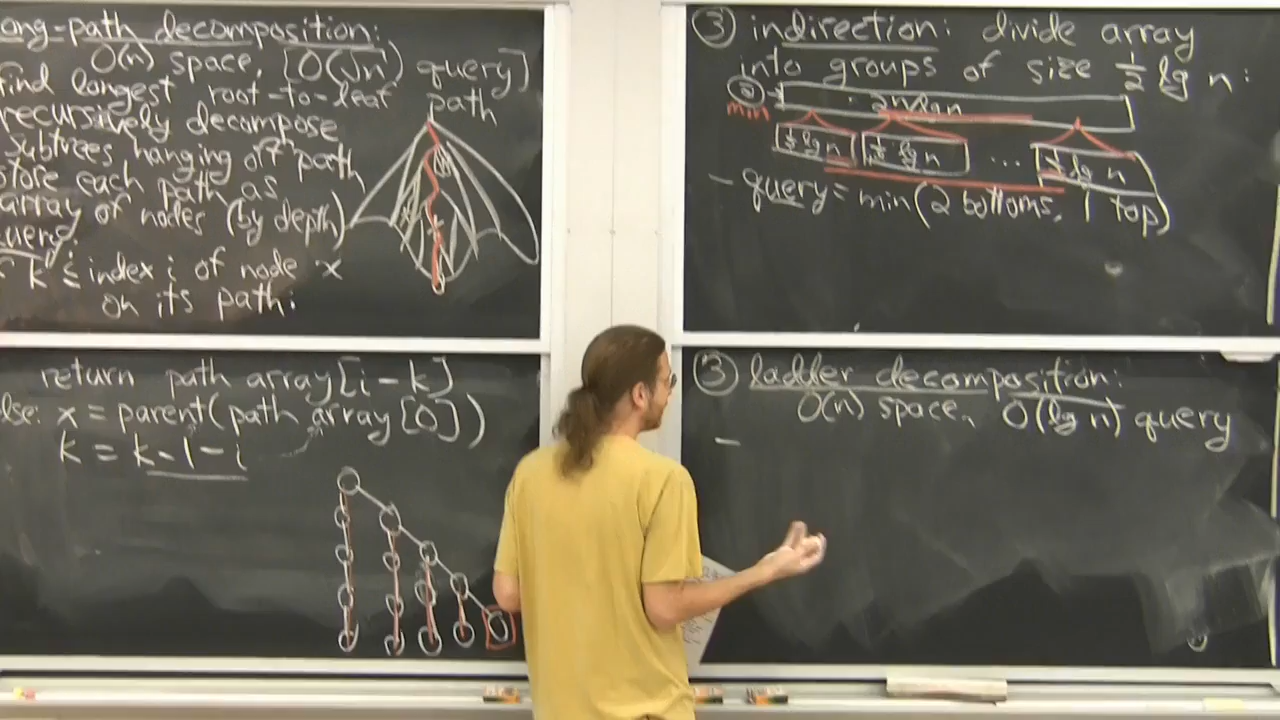 ong-path decomposition:
O(n) space, [O(√n) query]
find longest root-to-leaf path
recursively decompose
subtrees hanging off path
store each path as
array of nodes (by depth)
query:
if k ≤ index i of node x
on its path:
return path array[i-k]
else: x = parent(path array[0])
k = k-1-i
③ indirection: divide array
into groups of size ½ lg n:
②
min
½ lg n
½ lg n
...
½ lg n
- query = min(2 bottoms, 1 top)
③ ladder decomposition:
O(n) space, O(lg n) query
-